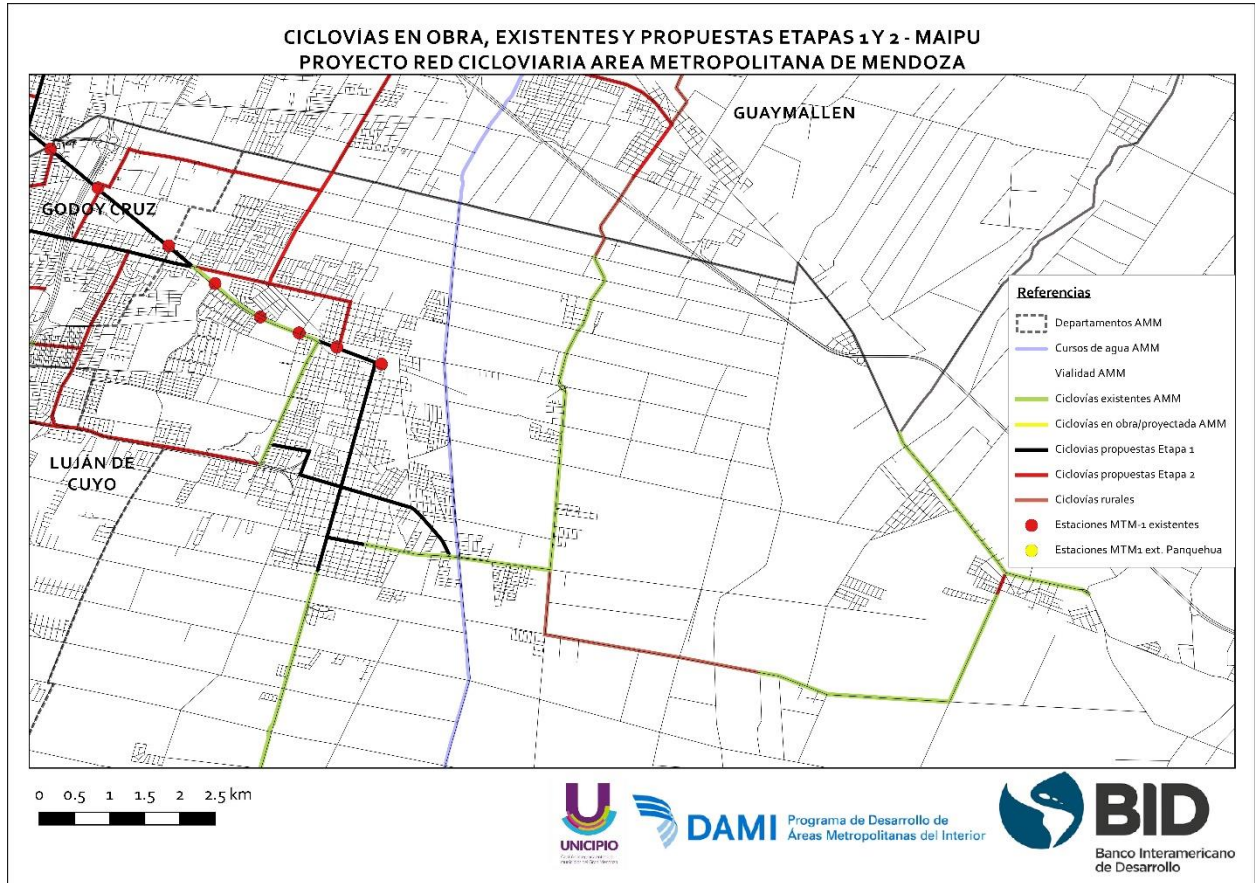 CICLOVÍAS EN OBRA, EXISTENTES Y PROPUESTAS ETAPAS 1 Y 2 - MAIPU
PROYECTO RED CICLOVIARIA AREA METROPOLITANA DE MENDOZA
GUAYMALLEN
GODOY CRUZ
LUJÁN DE
CUYO
Referencias
Departamentos AMM
Cursos de agua AMM
Vialidad AMM
Ciclovías existentes AMM
Ciclovías en obra/proyectada AMM
Ciclovías propuestas Etapa 1
Ciclovías propuestas Etapa 2
Ciclovías rurales
Estaciones MTM-1 existentes
Estaciones MTM1 ext. Panquehua
0 0.5 1 1.5 2 2.5 km
UNICIPIO
DAMI
Programa de Desarrollo de
Áreas Metropolitanas del Interior
BID
Banco Interamericano
de Desarrollo